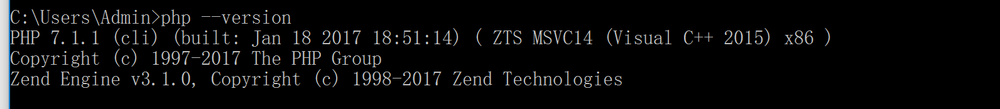 C:\Users\Admin>php --version
PHP 7.1.1 (cli) (built: Jan 18 2017 18:51:14) ( ZTS MSVC14 (Visual C++ 2015) x86 )
Copyright (c) 1997-2017 The PHP Group
Zend Engine v3.1.0, Copyright (c) 1998-2017 Zend Technologies